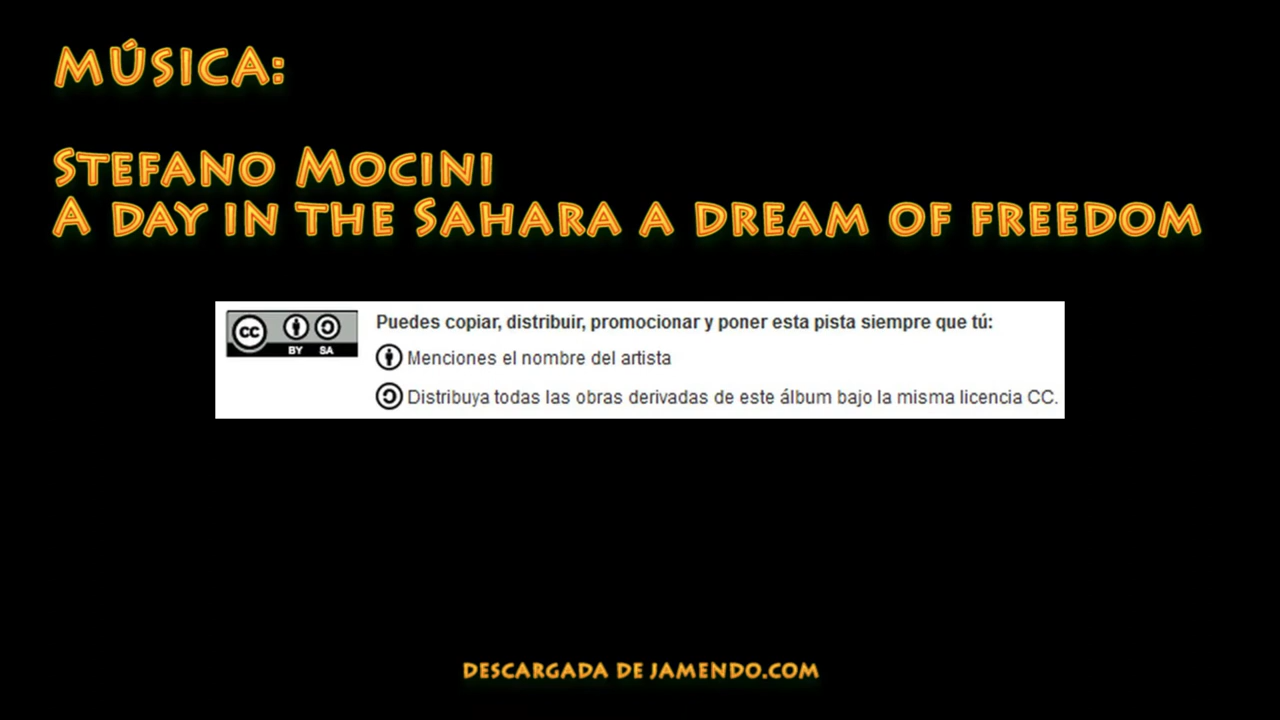 MÚSICA:
STEFANO MOCINI
A DAY IN THE SAHARA A DREAM OF FREEDOM
cc BY SA
Puedes copiar, distribuir, promocionar y poner esta pista siempre que tú:
Menciones el nombre del artista
Distribuya todas las obras derivadas de este álbum bajo la misma licencia CC.
DESCARGADA DE JAMENDO.COM